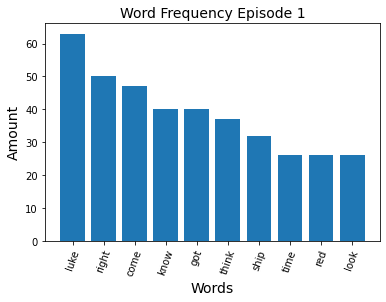 Word Frequency Episode 1
Amount
60
50
40
30
20
10
0
luke
right
come
know
got
think
ship
time
red
look
Words